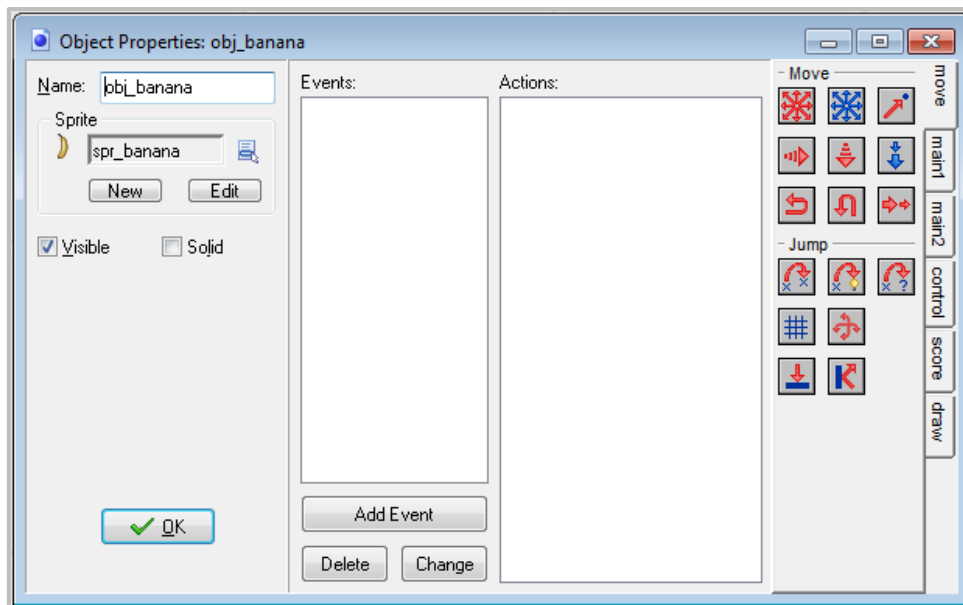 Object Properties: obj_banana
Name: obj_banana
Sprite
spr_banana
New Edit
Visible Solid
OK
Events:
Add Event
Delete Change
Actions:
Move
Jump
move
main1
main2
control
score
draw